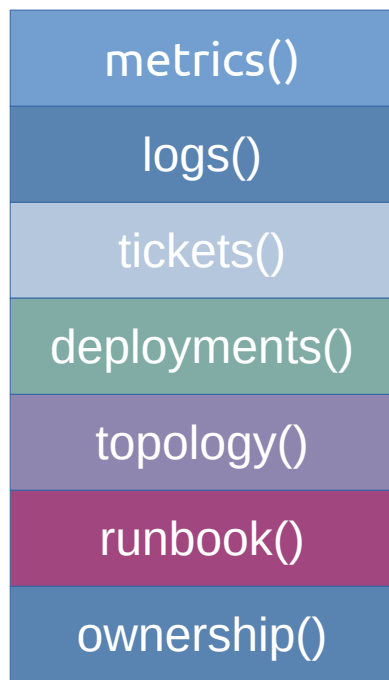 metrics()
logs()
tickets()
deployments()
topology()
runbook()
ownership()